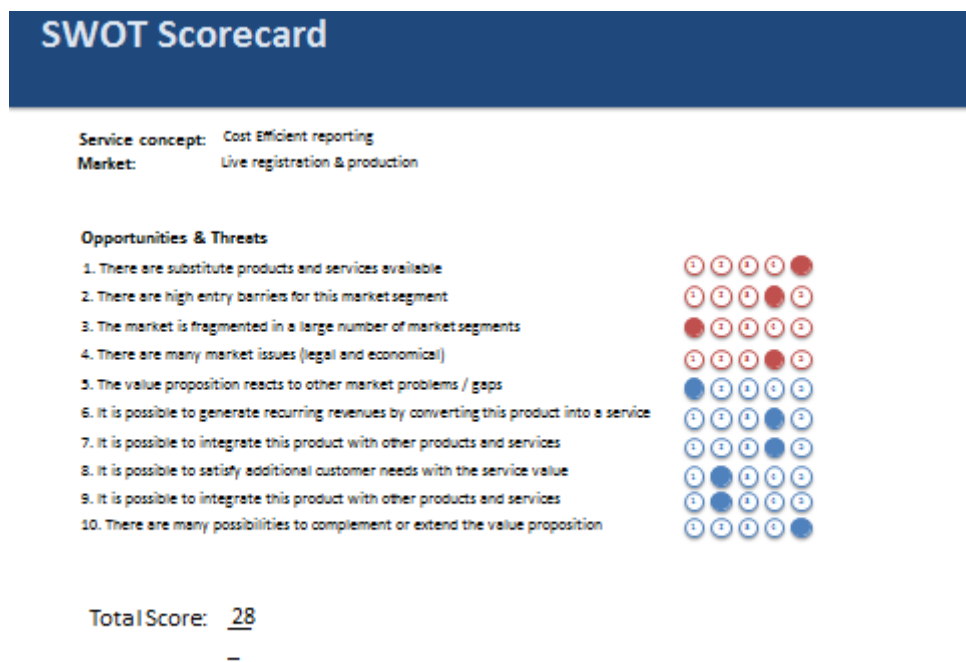 SWOT Scorecard
Service concept: Cost Efficient reporting
Market: Live registration & production
Opportunities & Threats
1. There are substitute products and services available
2. There are high entry barriers for this market segment
3. The market is fragmented in a large number of market segments
4. There are many market issues (legal and economical)
5. The value proposition reacts to other market problems / gaps
6. It is possible to generate recurring revenues by converting this product into a service
7. It is possible to integrate this product with other products and services
8. It is possible to satisfy additional customer needs with the service value
9. It is possible to integrate this product with other products and services
10. There are many possibilities to complement or extend the value proposition
Total Score: 28